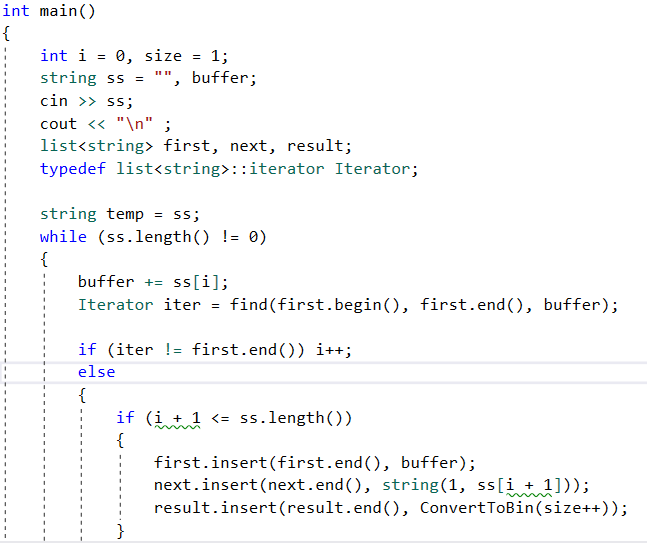 int main()
{
int i = 0, size = 1;
string ss = "", buffer;
cin >> ss;
cout << "\n" ;
list<string> first, next, result;
typedef list<string>::iterator Iterator;
string temp = ss;
while (ss.length() != 0)
{
buffer += ss[i];
Iterator iter = find(first.begin(), first.end(), buffer);
if (iter != first.end()) i++;
else
{
if (i + 1 <= ss.length())
{
first.insert(first.end(), buffer);
next.insert(next.end(), string(1, ss[i + 1]));
result.insert(result.end(), ConvertToBin(size++));
}